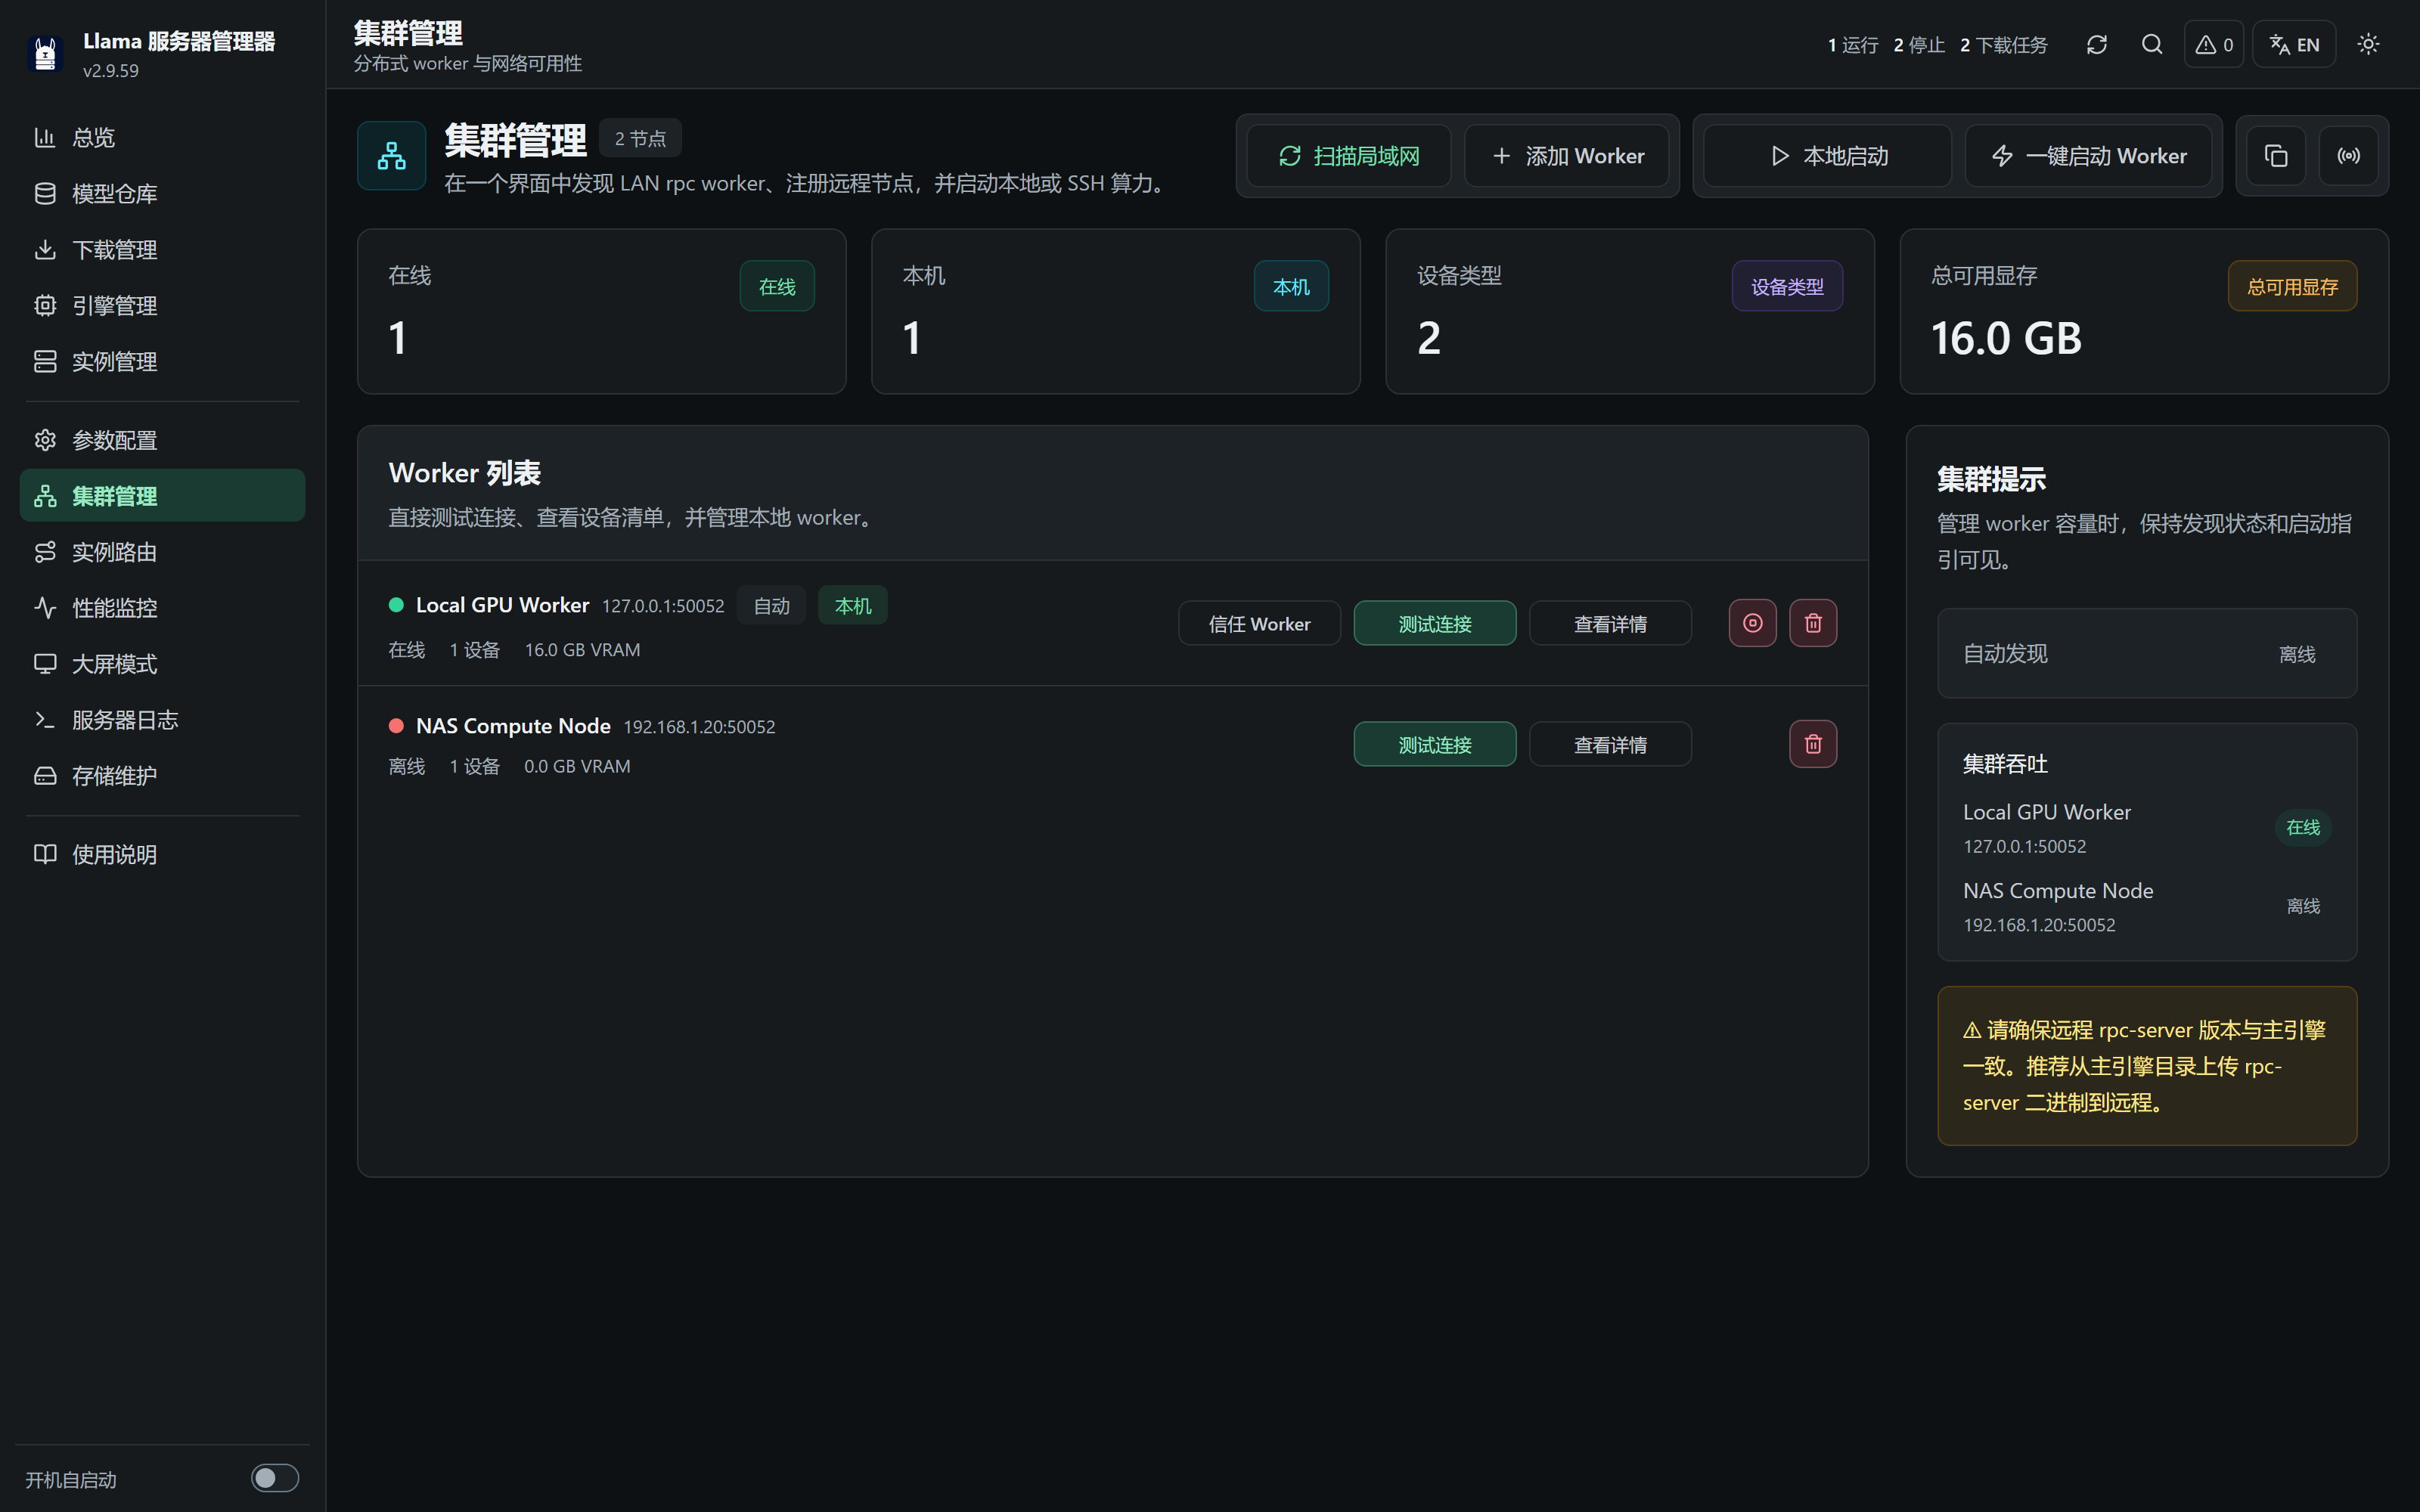 Llama 服务器管理器
v2.9.59
总览
模型仓库
下载管理
引擎管理
实例管理
参数配置
集群管理
实例路由
性能监控
大屏模式
服务器日志
存储维护
使用说明
开机自启动
集群管理
分布式 worker 与网络可用性
1 运行 2 停止 2 下载任务
0
EN
集群管理 2 节点
在一个界面中发现 LAN rpc worker、注册远程节点，并启动本地或 SSH 算力。
扫描局域网
添加 Worker
本地启动
一键启动 Worker
在线 在线
1
本机 本机
1
设备类型 设备类型
2
总可用显存 总可用显存
16.0 GB
Worker 列表
直接测试连接、查看设备清单，并管理本地 worker。
Local GPU Worker 127.0.0.1:50052 自动 本机
在线 1 设备 16.0 GB VRAM
信任 Worker 测试连接 查看详情
NAS Compute Node 192.168.1.20:50052
离线 1 设备 0.0 GB VRAM
测试连接 查看详情
集群提示
管理 worker 容量时，保持发现状态和启动指
引可见。
自动发现 离线
集群吞吐
Local GPU Worker
127.0.0.1:50052
在线
NAS Compute Node
192.168.1.20:50052
离线
⚠ 请确保远程 rpc-server 版本与主引擎
一致。推荐从主引擎目录上传 rpc-
server 二进制到远程。